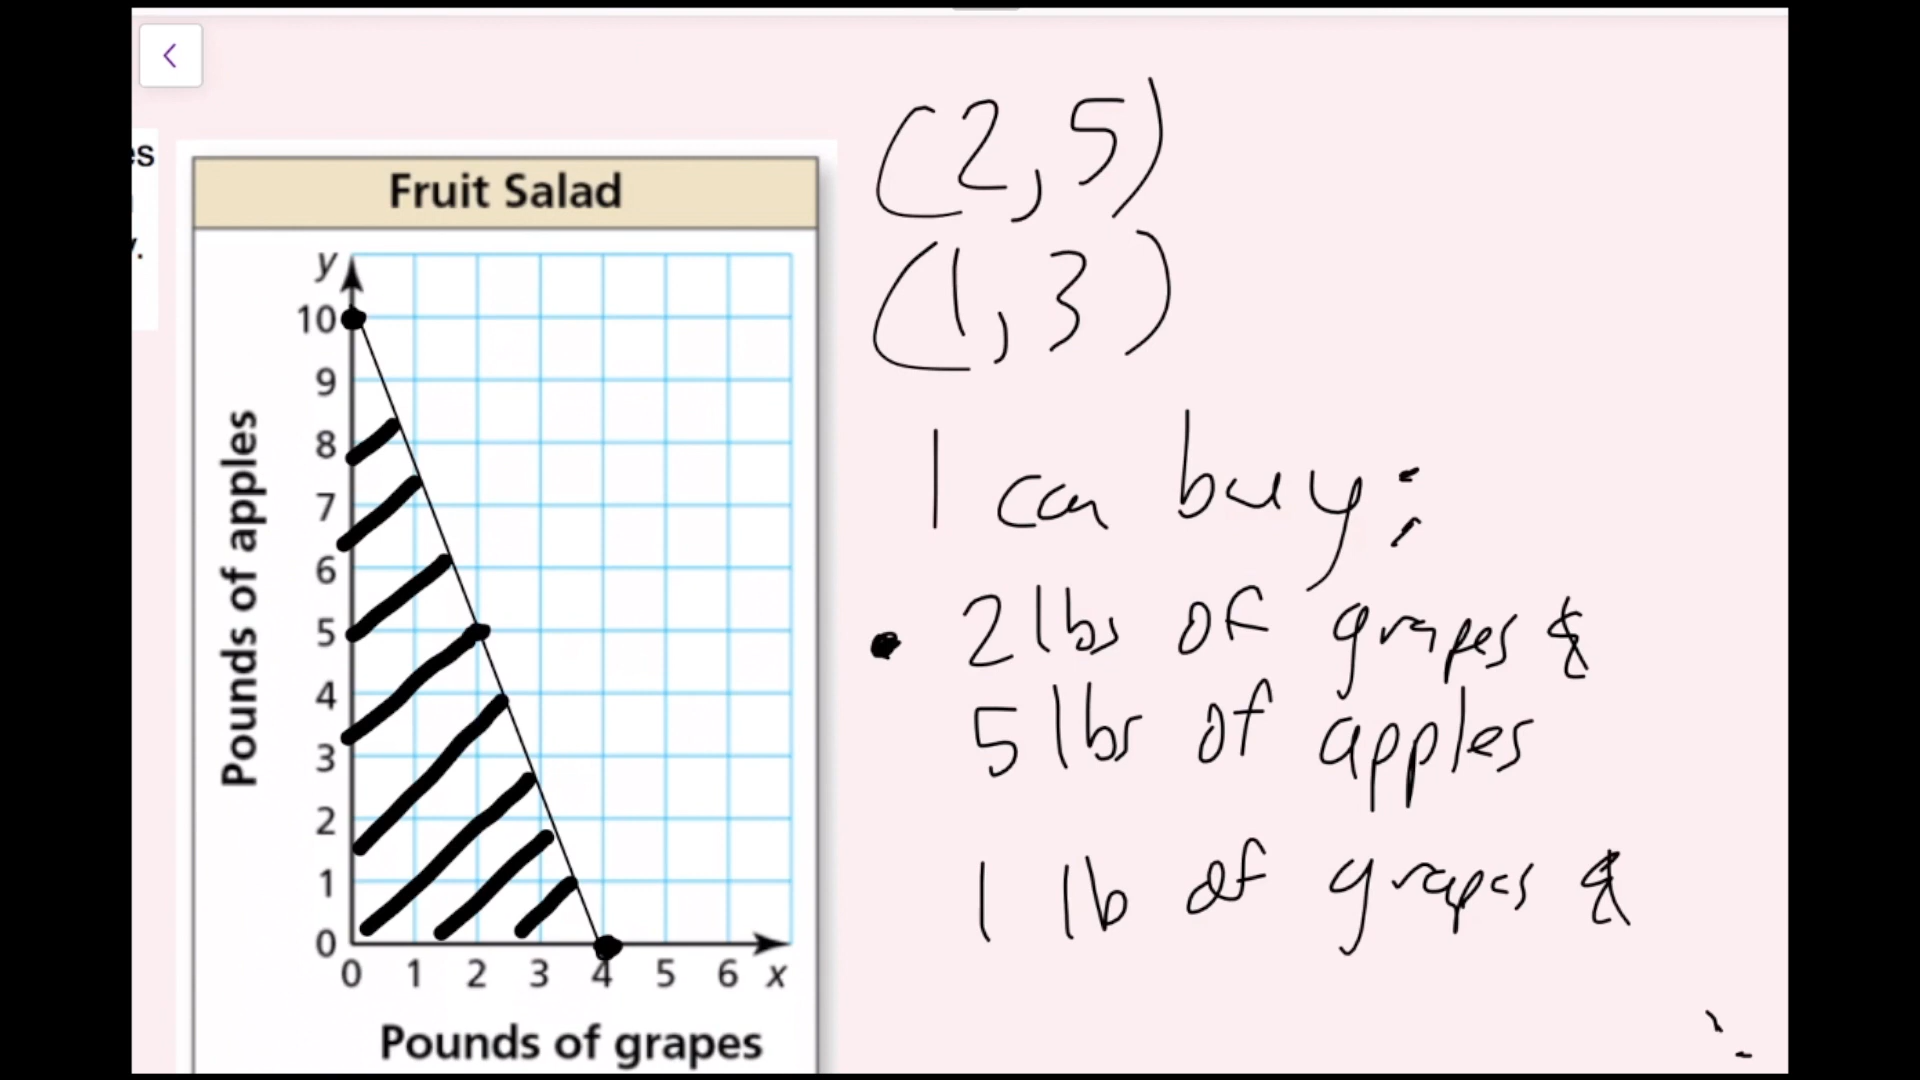 es
y.
Fruit Salad
y
10
9
8
7
6
5
4
3
2
1
0
0 1 2 3 4 5 6 x
Pounds of apples
Pounds of grapes
(2,5)
(1,3)
I can buy:
• 2 lbs of grapes &
5 lbs of apples
1 lb of grapes &